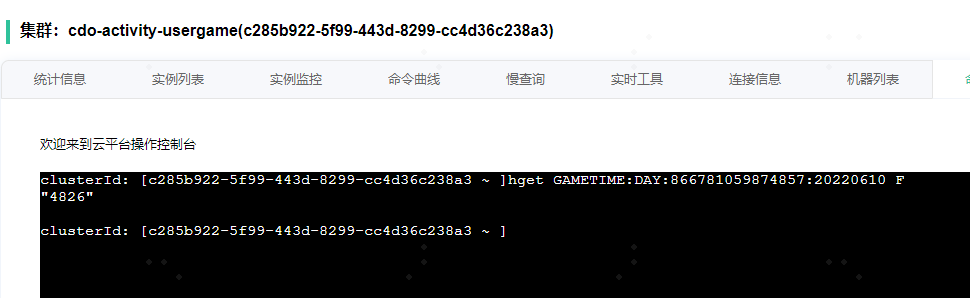 集群：cdo-activity-usergame(c285b922-5f99-443d-8299-cc4d36c238a3)
统计信息 实例列表 实例监控 命令曲线 慢查询 实时工具 连接信息 机器列表
欢迎来到云平台操作控制台
clusterId: [c285b922-5f99-443d-8299-cc4d36c238a3 ~ ]hget GAMETIME:DAY:866781059874857:20220610 F
"4826"
clusterId: [c285b922-5f99-443d-8299-cc4d36c238a3 ~ ]